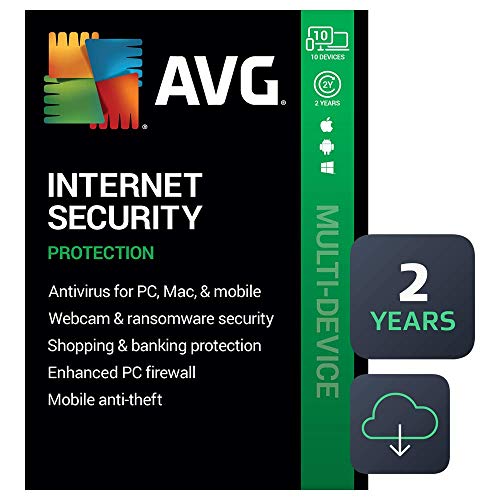 AVG
10
10 DEVICES
2Y
2 YEARS
INTERNET
SECURITY
PROTECTION
Antivirus for PC, Mac, & mobile
Webcam & ransomware security
Shopping & banking protection
Enhanced PC firewall
Mobile anti-theft
MULTI-DEVICE
2
YEARS